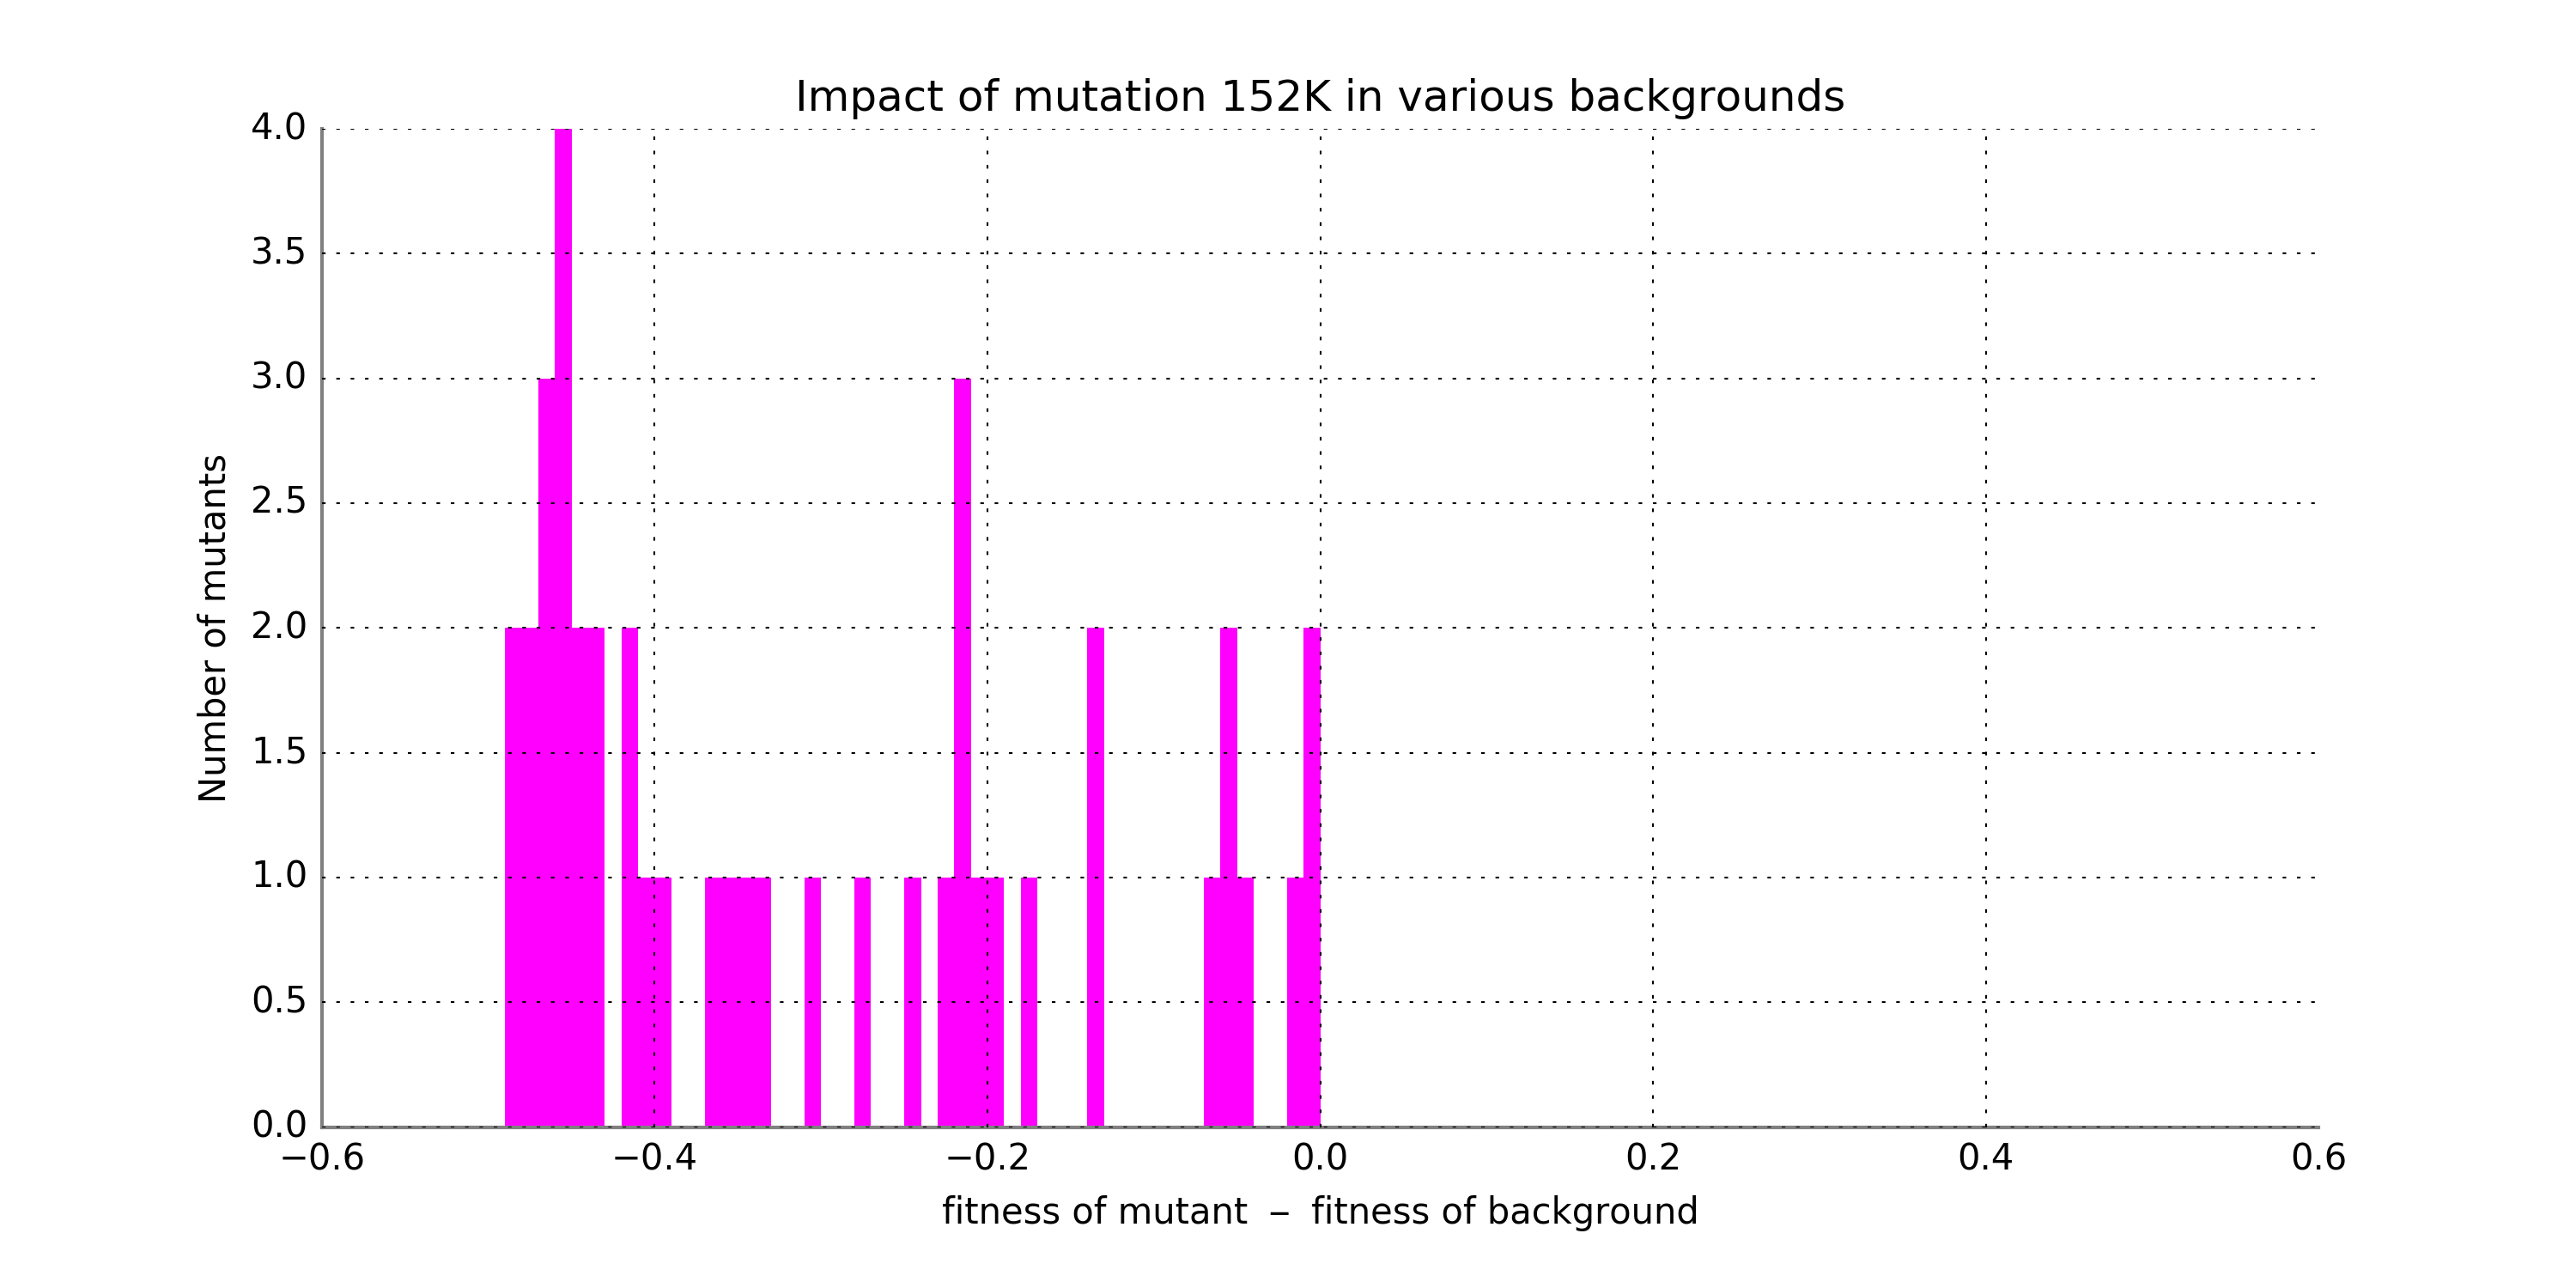 Impact of mutation 152K in various backgrounds
4.0
3.5
3.0
2.5
2.0
1.5
1.0
0.5
0.0
Number of mutants
−0.6 −0.4 −0.2 0.0 0.2 0.4 0.6
fitness of mutant − fitness of background